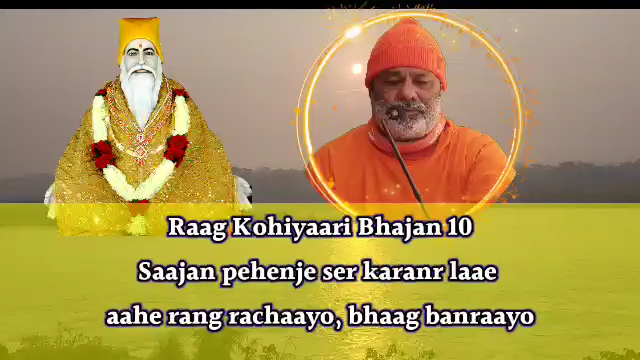 Raag Kohiyaari Bhajan 10
Saajan pehenje ser karanr laae
aahe rang rachaayo, bhaag banraayo